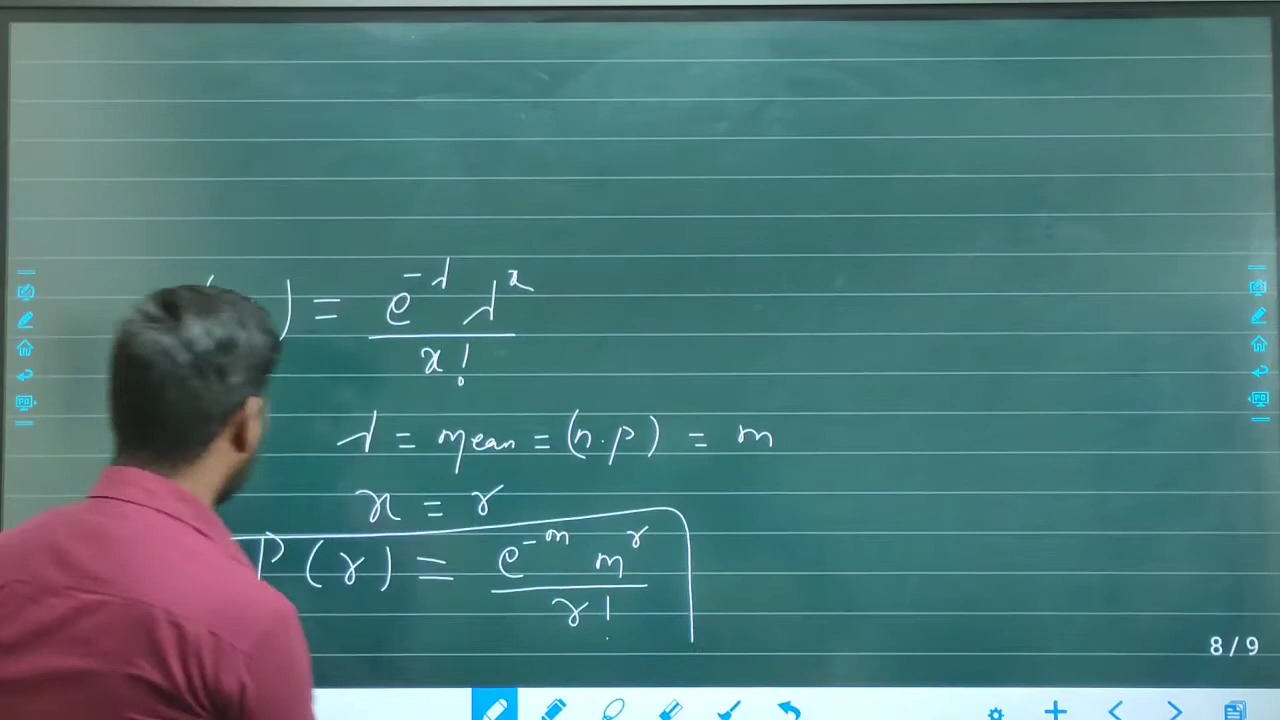 ) = e^{-λ} λ^x / x!
λ = mean = (n.p) = m
x = r
P(r) = e^{-m} m^r / r!
8/9